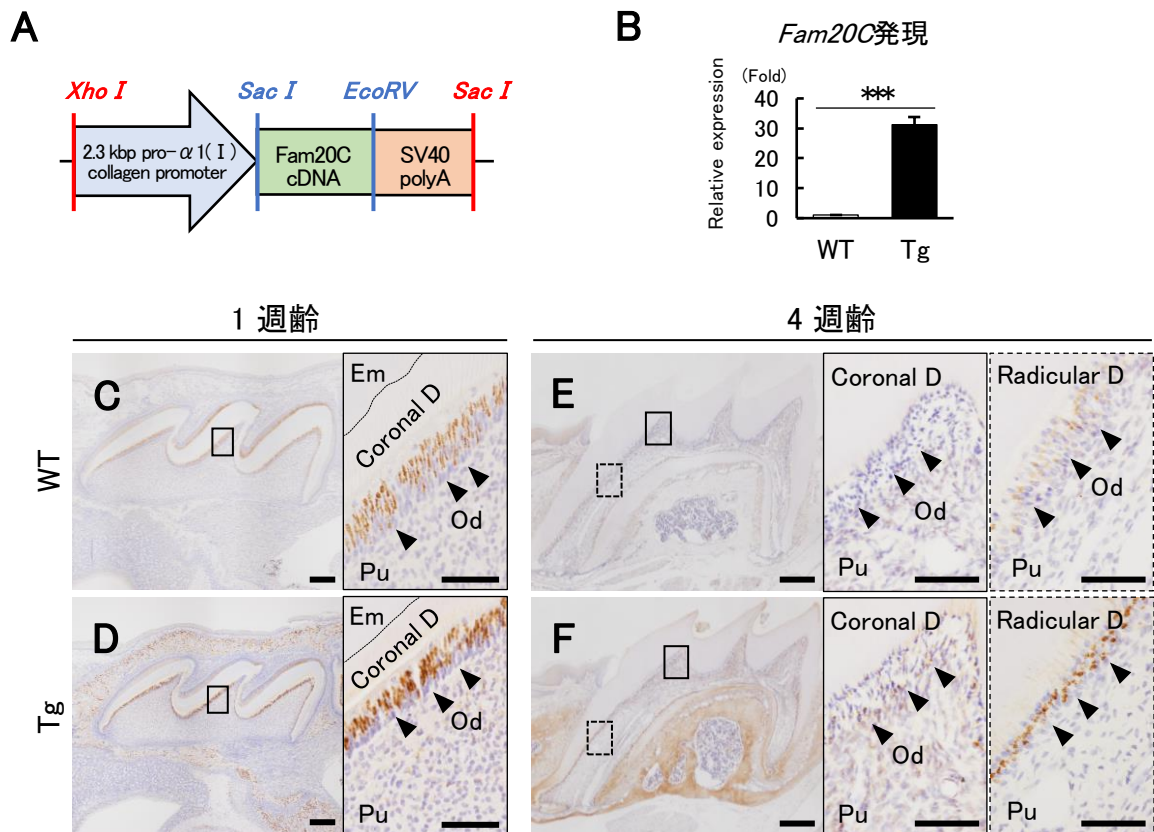 A
Xho I
Sac I
EcoRV
Sac I
2.3 kbp pro-α1(Ⅰ)
collagen promoter
Fam20C
cDNA
SV40
polyA
B
Fam20C発現
(Fold)
***
Relative expression
40
30
20
10
0
WT
Tg
1 週齢
4 週齢
WT
C
Em
Coronal D
Od
Pu
E
Coronal D
Od
Pu
Radicular D
Od
Pu
Tg
D
Em
Coronal D
Od
Pu
F
Coronal D
Od
Pu
Radicular D
Od
Pu